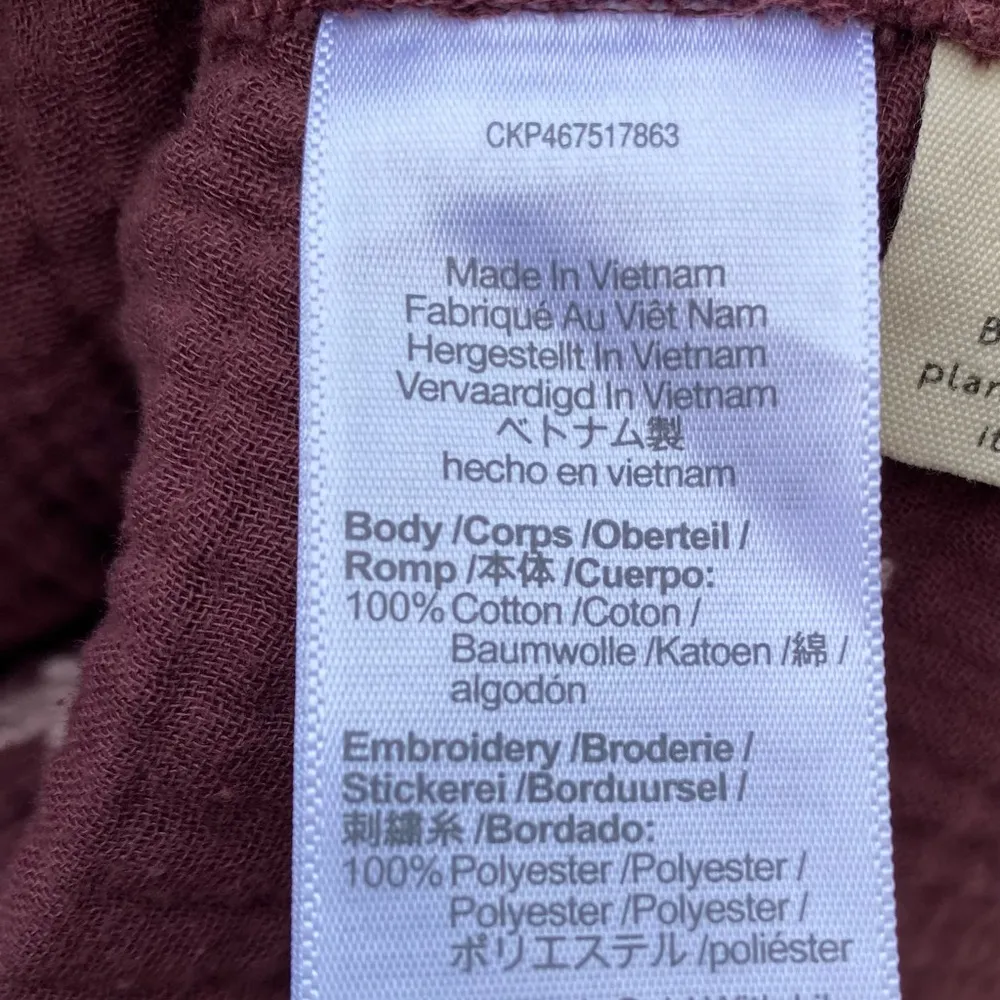 CKP467517863
Made In Vietnam
Fabriqué Au Viêt Nam
Hergestellt In Vietnam
Vervaardigd In Vietnam
ベトナム製
hecho en vietnam
Body /Corps /Oberteil /
Romp /本体 /Cuerpo:
100% Cotton /Coton /
Baumwolle /Katoen /綿 /
algodón
Embroidery /Broderie /
Stickerei /Borduursel /
刺繍糸 /Bordado:
100% Polyester /Polyester /
Polyester /Polyester /
ポリエステル /poliéster